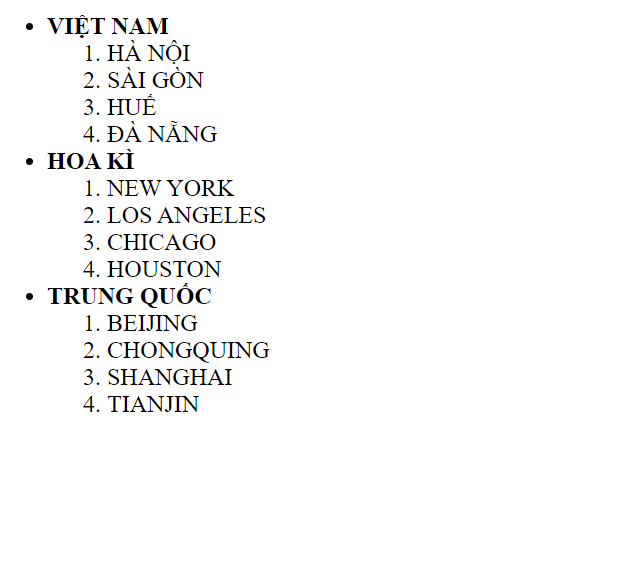 • VIỆT NAM
1. HÀ NỘI
2. SÀI GÒN
3. HUẾ
4. ĐÀ NẴNG
• HOA KÌ
1. NEW YORK
2. LOS ANGELES
3. CHICAGO
4. HOUSTON
• TRUNG QUỐC
1. BEIJING
2. CHONGQUING
3. SHANGHAI
4. TIANJIN